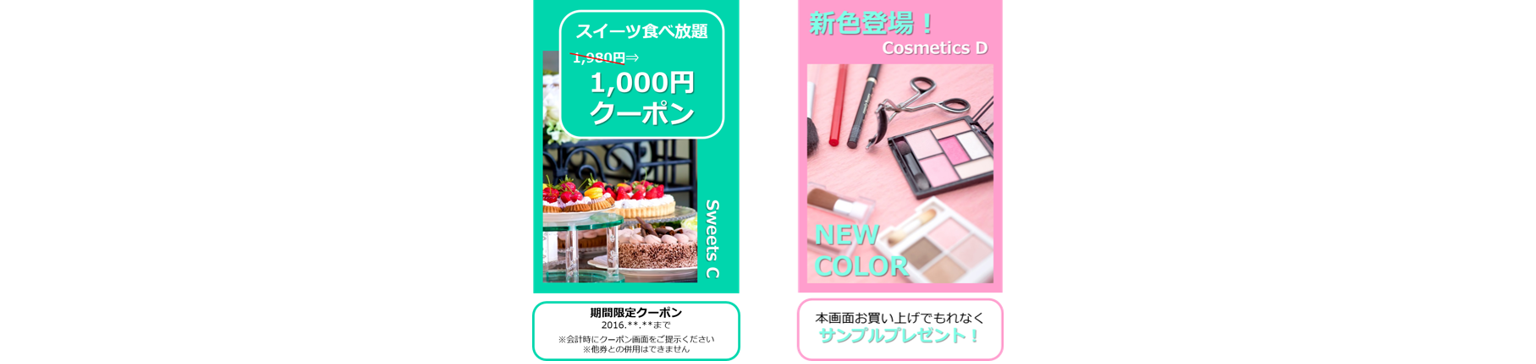 スイーツ食べ放題
1,980円⇒
1,000円
クーポン
Sweets C
期間限定クーポン
2016.**.**まで
※会計時にクーポン画面をご提示ください
※他券との併用はできません
新色登場！
Cosmetics D
NEW
COLOR
本画面お買い上げでもれなく
サンプルプレゼント！